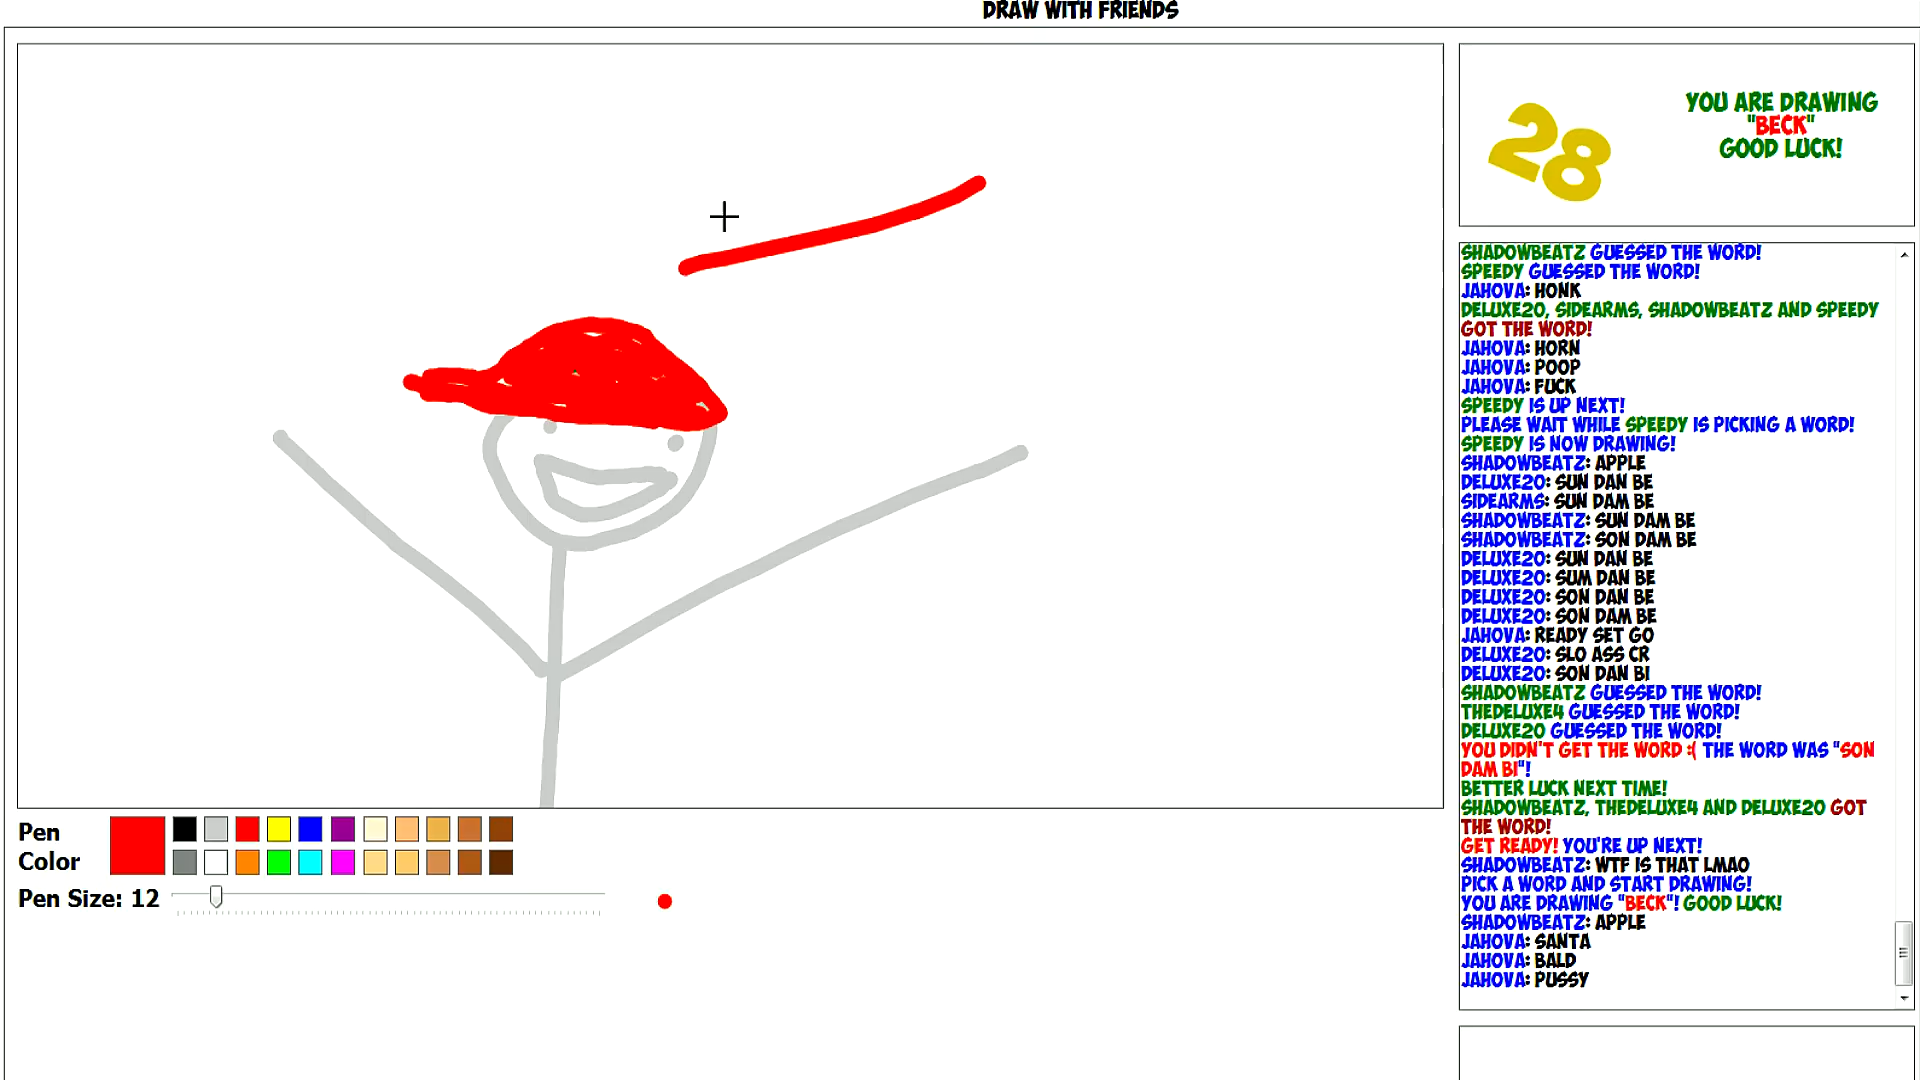 DRAW WITH FRIENDS
28
YOU ARE DRAWING
"BECK"
GOOD LUCK!
SHADOWBEATZ GUESSED THE WORD!
SPEEDY GUESSED THE WORD!
JAHOVA: HONK
DELUXE20, SIDEARMS, SHADOWBEATZ AND SPEEDY
GOT THE WORD!
JAHOVA: HORN
JAHOVA: POOP
JAHOVA: FUCK
SPEEDY IS UP NEXT!
PLEASE WAIT WHILE SPEEDY IS PICKING A WORD!
SPEEDY IS NOW DRAWING!
SHADOWBEATZ: APPLE
DELUXE20: SUN DAN BE
SIDEARMS: SUN DAM BE
SHADOWBEATZ: SUN DAM BE
SHADOWBEATZ: SON DAM BE
DELUXE20: SUN DAN BE
DELUXE20: SUM DAN BE
DELUXE20: SON DAN BE
DELUXE20: SON DAM BE
JAHOVA: READY SET GO
DELUXE20: SLO ASS CR
DELUXE20: SON DAN BI
SHADOWBEATZ GUESSED THE WORD!
THEDELUXE4 GUESSED THE WORD!
DELUXE20 GUESSED THE WORD!
YOU DIDN'T GET THE WORD :( THE WORD WAS "SON
DAM BI"!
BETTER LUCK NEXT TIME!
SHADOWBEATZ, THEDELUXE4 AND DELUXE20 GOT
THE WORD!
GET READY! YOU'RE UP NEXT!
SHADOWBEATZ: WTF IS THAT LMAO
PICK A WORD AND START DRAWING!
YOU ARE DRAWING "BECK"! GOOD LUCK!
SHADOWBEATZ: APPLE
JAHOVA: SANTA
JAHOVA: BALD
JAHOVA: PUSSY
Pen
Color
Pen Size: 12